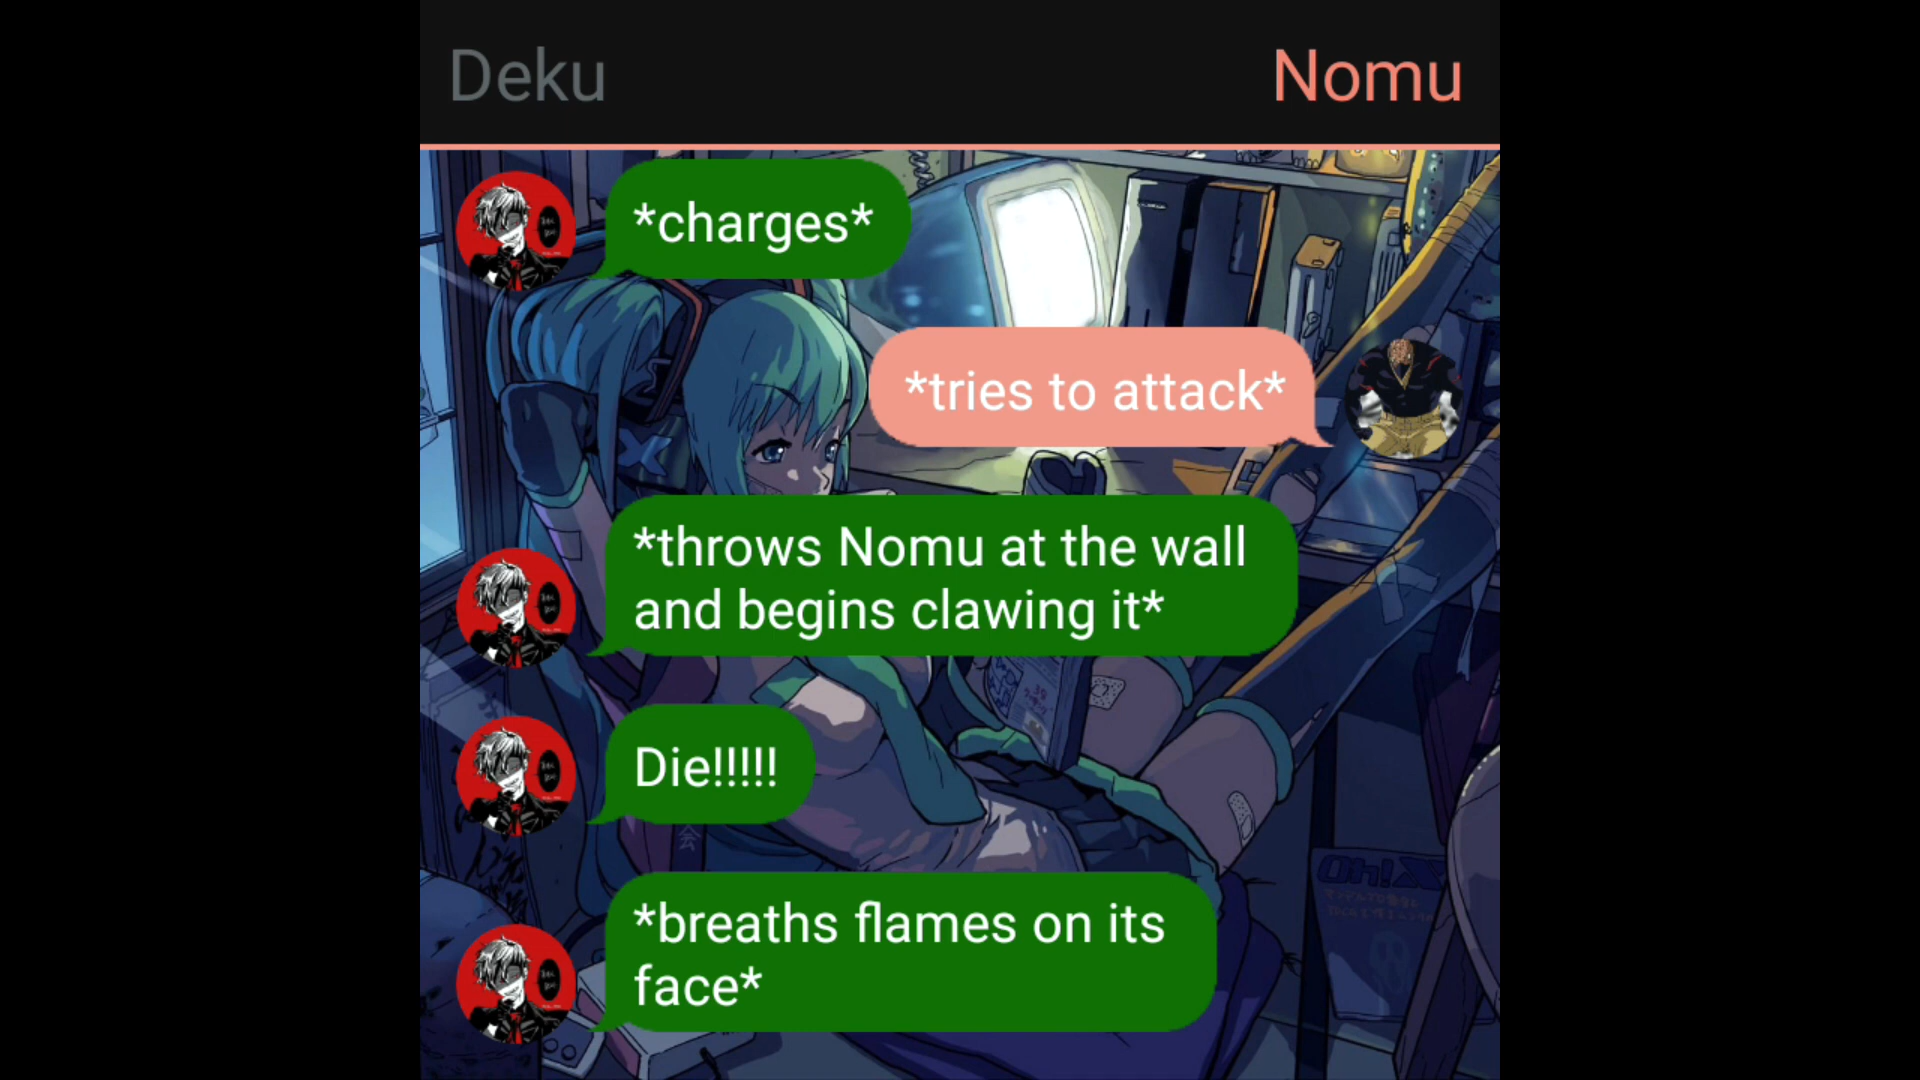 Deku
Nomu
*charges*
*tries to attack*
*throws Nomu at the wall
and begins clawing it*
Die!!!!!
*breaths flames on its
face*
Oh!X